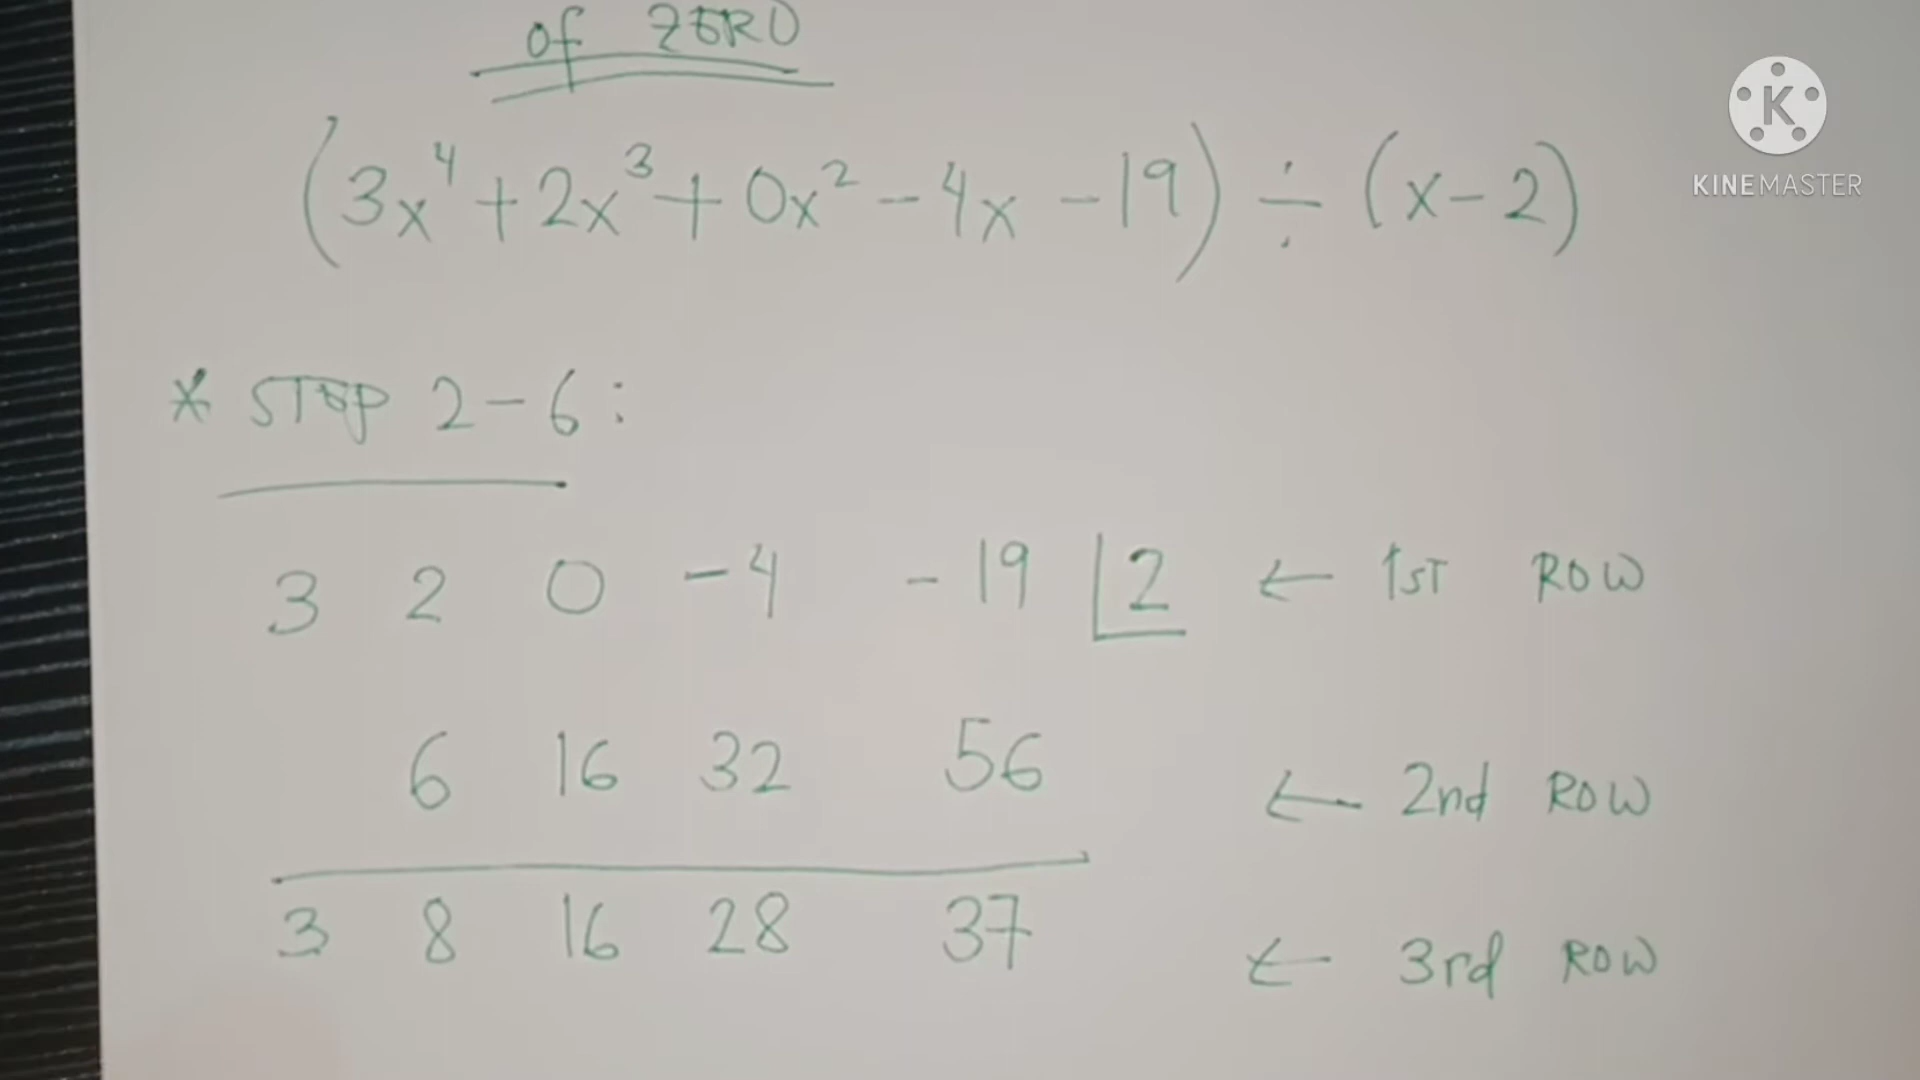 of ZERO
K
KINEMASTER
(3x⁴ + 2x³ + 0x² - 4x - 19) ÷ (x - 2)
* STEP 2-6:
3 2 0 -4 -19 |2 ← 1ST ROW
6 16 32 56 ← 2nd ROW
3 8 16 28 37 ← 3rd ROW